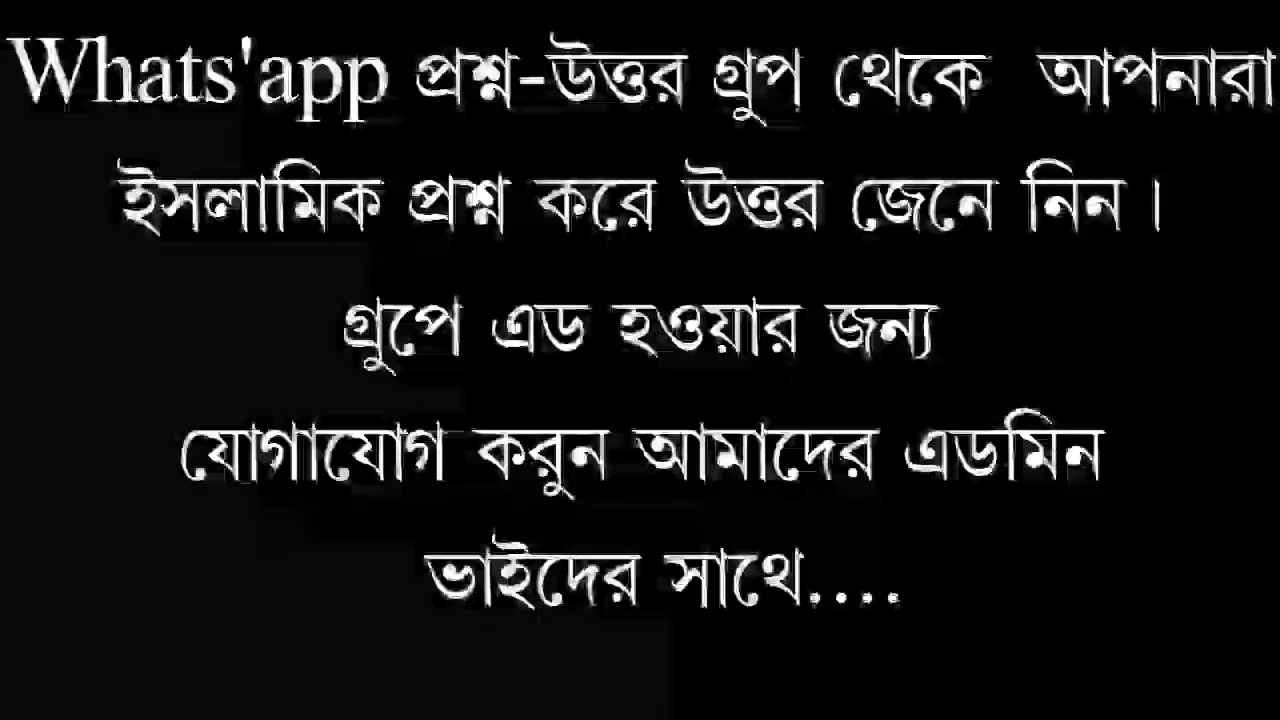 Whats'app প্রশ্ন-উত্তর গ্রুপ থেকে আপনারা
ইসলামিক প্রশ্ন করে উত্তর জেনে নিন।
গ্রুপে এড হওয়ার জন্য
যোগাযোগ করুন আমাদের এডমিন
ভাইদের সাথে....